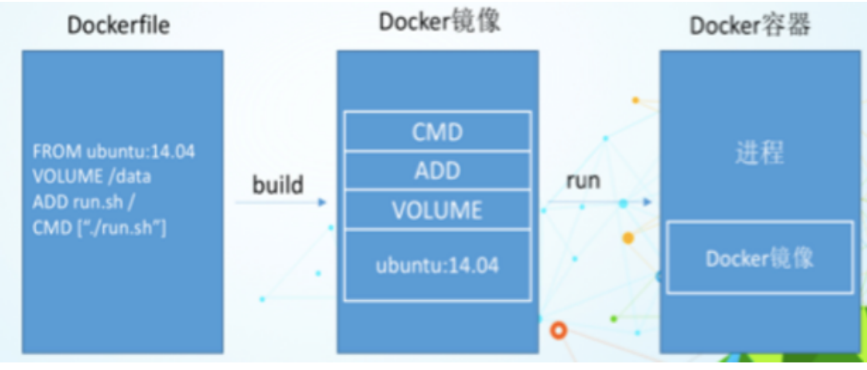 Dockerfile
FROM ubuntu:14.04
VOLUME /data
ADD run.sh /
CMD ["./run.sh"]
build
Docker镜像
CMD
ADD
VOLUME
ubuntu:14.04
run
Docker容器
进程
Docker镜像